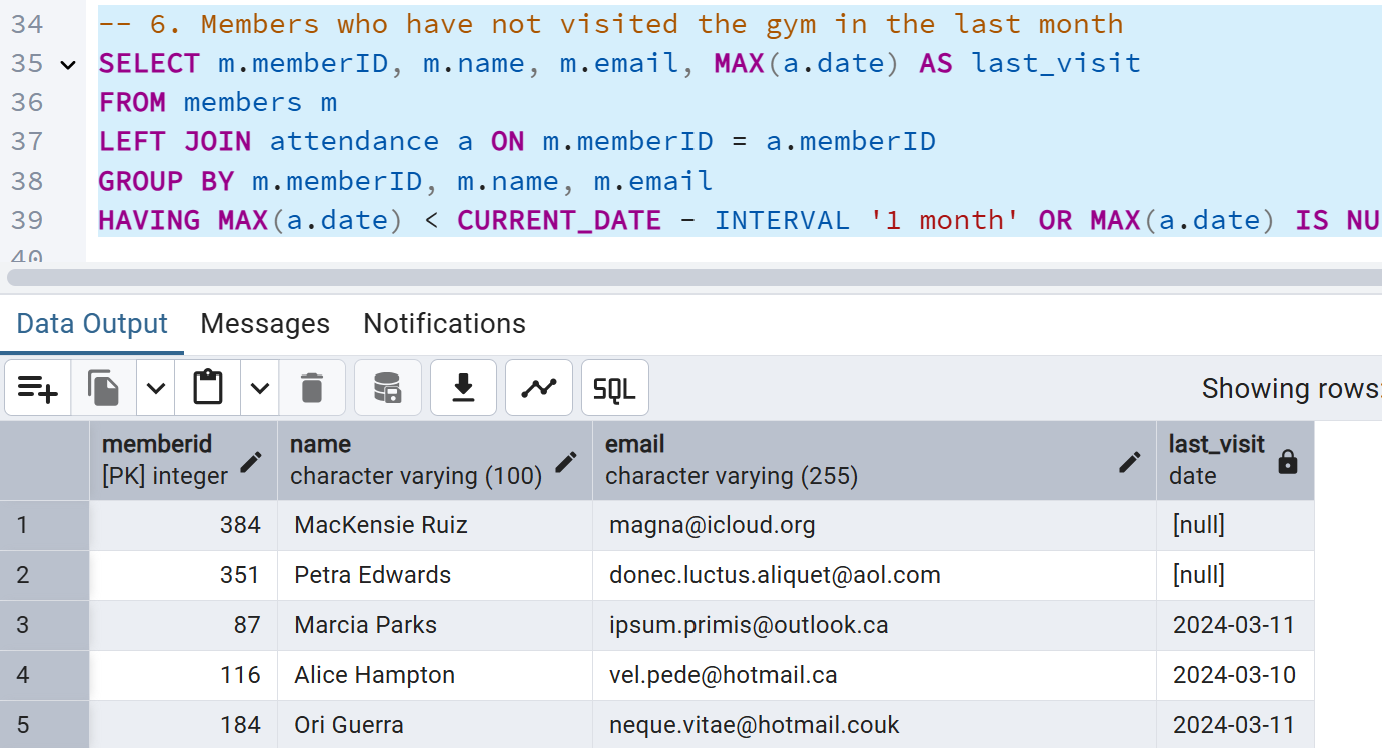 34 -- 6. Members who have not visited the gym in the last month
35 SELECT m.memberID, m.name, m.email, MAX(a.date) AS last_visit
36 FROM members m
37 LEFT JOIN attendance a ON m.memberID = a.memberID
38 GROUP BY m.memberID, m.name, m.email
39 HAVING MAX(a.date) < CURRENT_DATE - INTERVAL '1 month' OR MAX(a.date) IS NU
40
Data Output Messages Notifications
SQL Showing rows:
memberid name email last_visit
[PK] integer character varying (100) character varying (255) date
1 384 MacKensie Ruiz magna@icloud.org [null]
2 351 Petra Edwards donec.luctus.aliquet@aol.com [null]
3 87 Marcia Parks ipsum.primis@outlook.ca 2024-03-11
4 116 Alice Hampton vel.pede@hotmail.ca 2024-03-10
5 184 Ori Guerra neque.vitae@hotmail.couk 2024-03-11